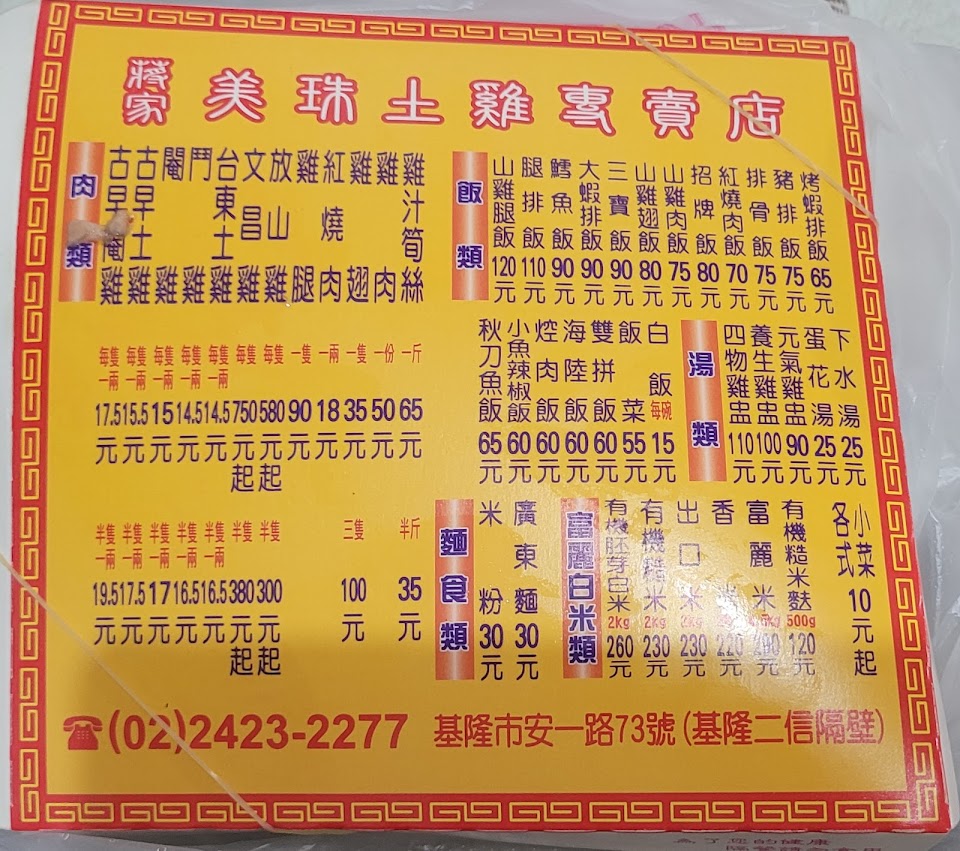 蔣家 美珠土雞專賣店
肉類
古早閹雞 每隻一兩 17.5元 半隻一兩 19.5元
古早土雞 每隻一兩 15.5元 半隻一兩 17.5元
閹雞 每隻一兩 15元 半隻一兩 17元
鬥雞 每隻一兩 14.5元 半隻一兩 16.5元
台東土雞 每隻一兩 14.5元 半隻一兩 16.5元
文昌雞 每隻 750元起 半隻 380元起
放山雞 每隻 580元起 半隻 300元起
雞腿 一隻 90元
紅燒肉 一兩 18元
雞翅 一隻 35元 三隻 100元
雞肉 一份 50元
雞汁筍絲 一斤 65元 半斤 35元
飯類
山雞腿飯 120元
腿排飯 110元
鱈魚飯 90元
大蝦排飯 90元
三寶飯 90元
山雞翅飯 80元
山雞肉飯 75元
招牌飯 80元
紅燒肉飯 70元
排骨飯 75元
豬排飯 75元
烤蝦排飯 65元
秋刀魚飯 65元
小魚辣椒飯 60元
焢肉飯 60元
海陸飯 60元
雙拼飯 60元
飯菜 55元
白飯 每碗 15元
湯類
四物雞盅 110元
養生雞盅 100元
元氣雞盅 90元
蛋花湯 25元
下水湯 25元
麵食類
米粉 30元
廣東麵 30元
富麗白米類
有機胚芽白米 2kg 260元
有機糙米 2kg 230元
出口米 2kg 230元
香米 220元
富麗米 元
有機糙米麩 500g 120元
各式小菜 10元起
☎(02)2423-2277 基隆市安一路73號(基隆二信隔壁)
為了您的健康